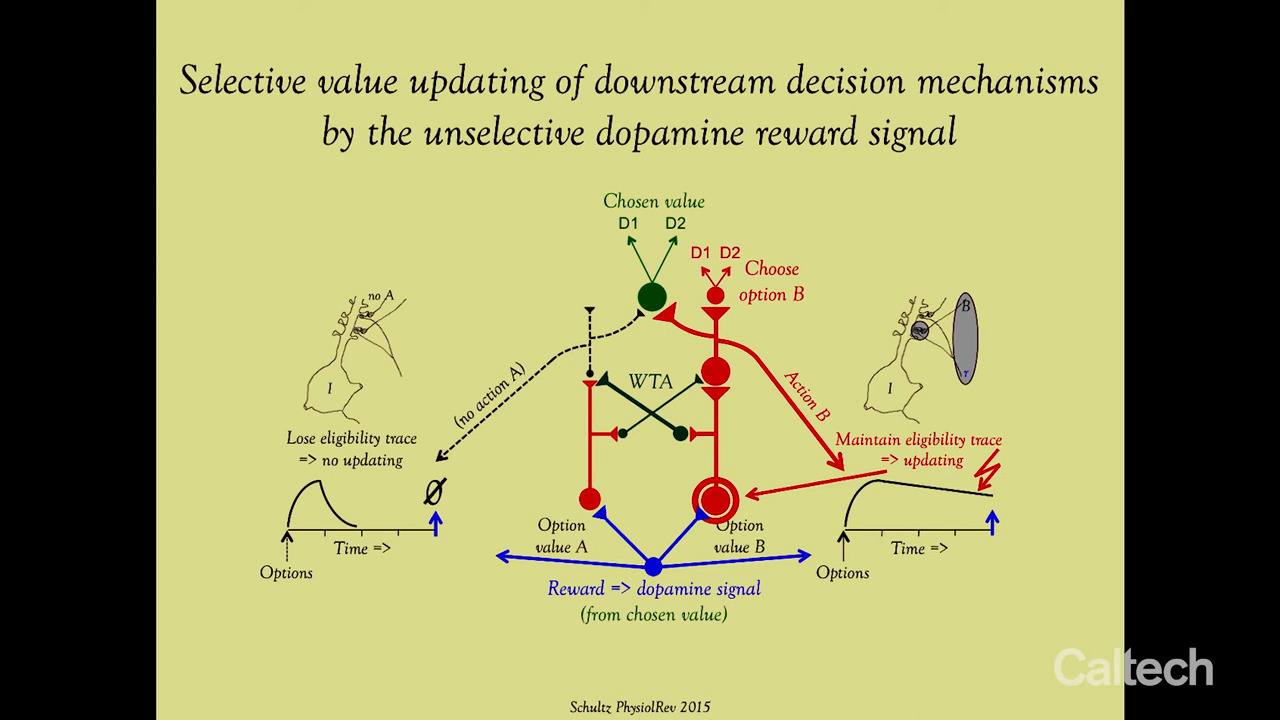 Selective value updating of downstream decision mechanisms
by the unselective dopamine reward signal
Chosen value
D1 D2
D1 D2
Choose
option B
no A
B
WTA
(no action A)
Action B
I
I
r
Lose eligibility trace
=> no updating
Maintain eligibility trace
=> updating
Ø
Option
value A
Option
value B
Time =>
Time =>
Options
Options
Reward => dopamine signal
(from chosen value)
Caltech
Schultz PhysiolRev 2015